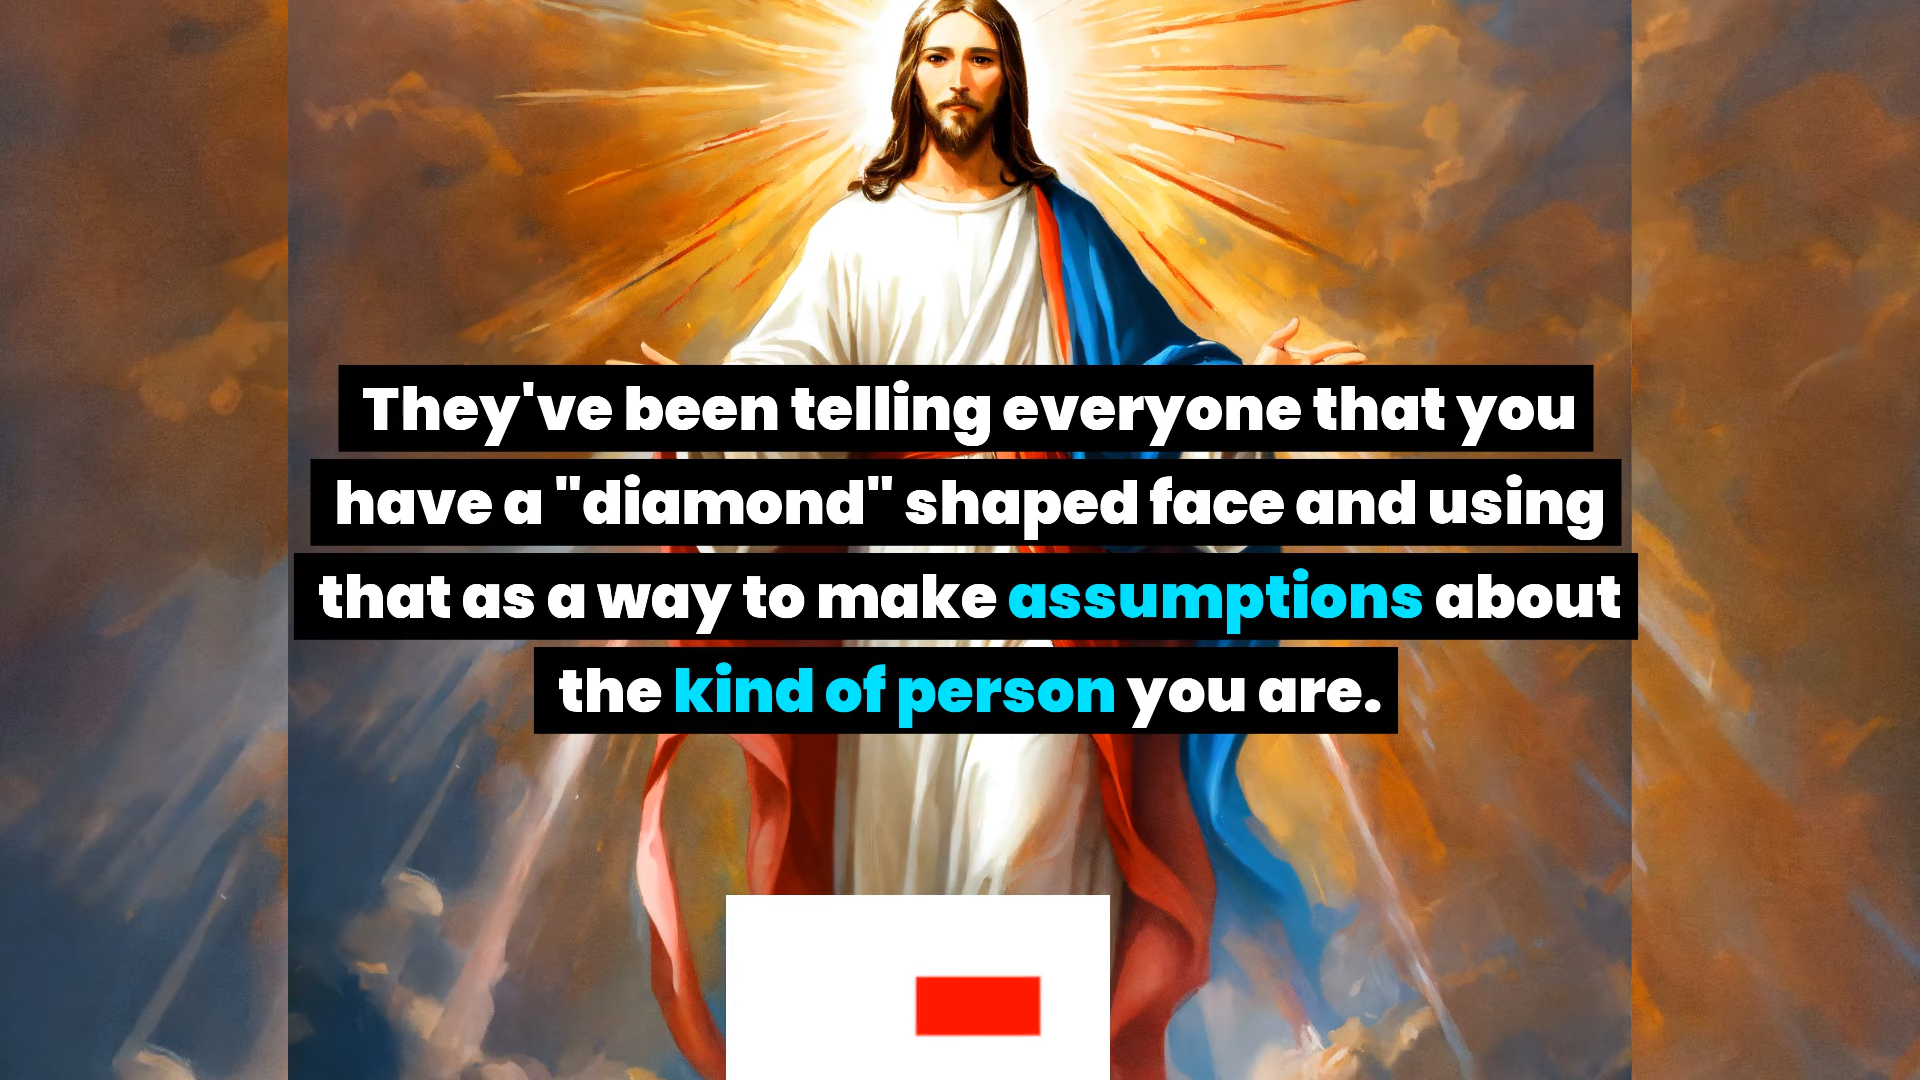 They've been telling everyone that you
have a "diamond" shaped face and using
that as a way to make assumptions about
the kind of person you are.